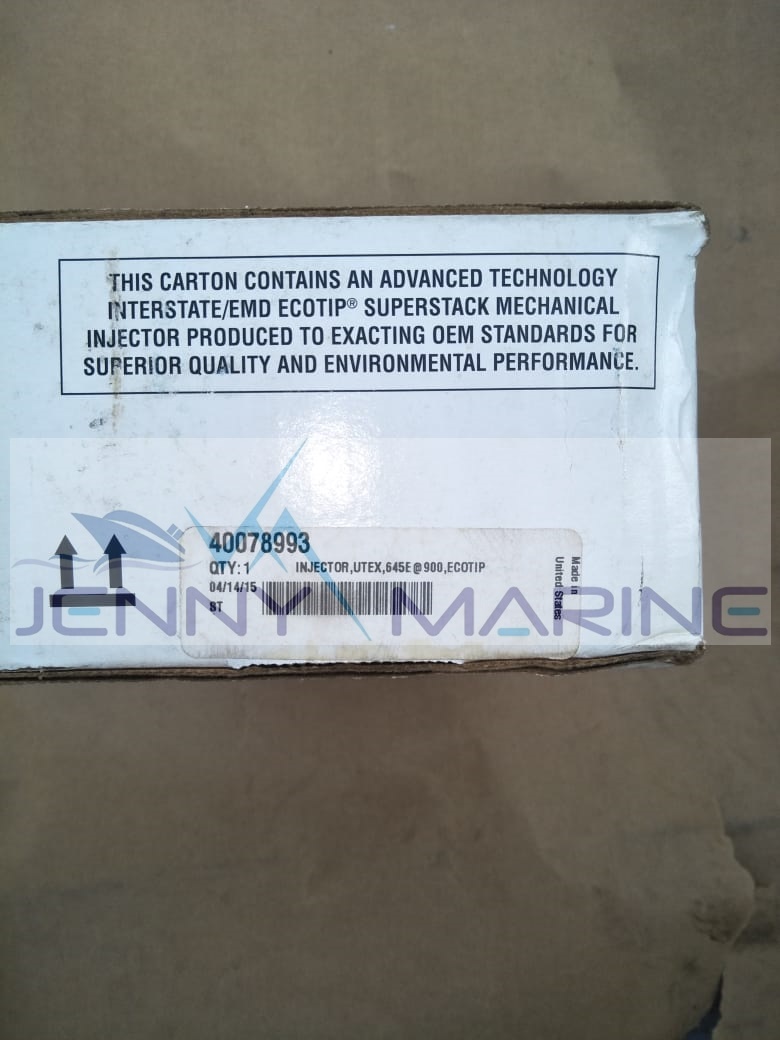 THIS CARTON CONTAINS AN ADVANCED TECHNOLOGY
INTERSTATE/EMD ECOTIP® SUPERSTACK MECHANICAL
INJECTOR PRODUCED TO EXACTING OEM STANDARDS FOR
SUPERIOR QUALITY AND ENVIRONMENTAL PERFORMANCE.
40078993
QTY: 1 INJECTOR,UTEX,645E@900,ECOTIP
04/14/15
ST
Made in
United States
JENNY MARINE